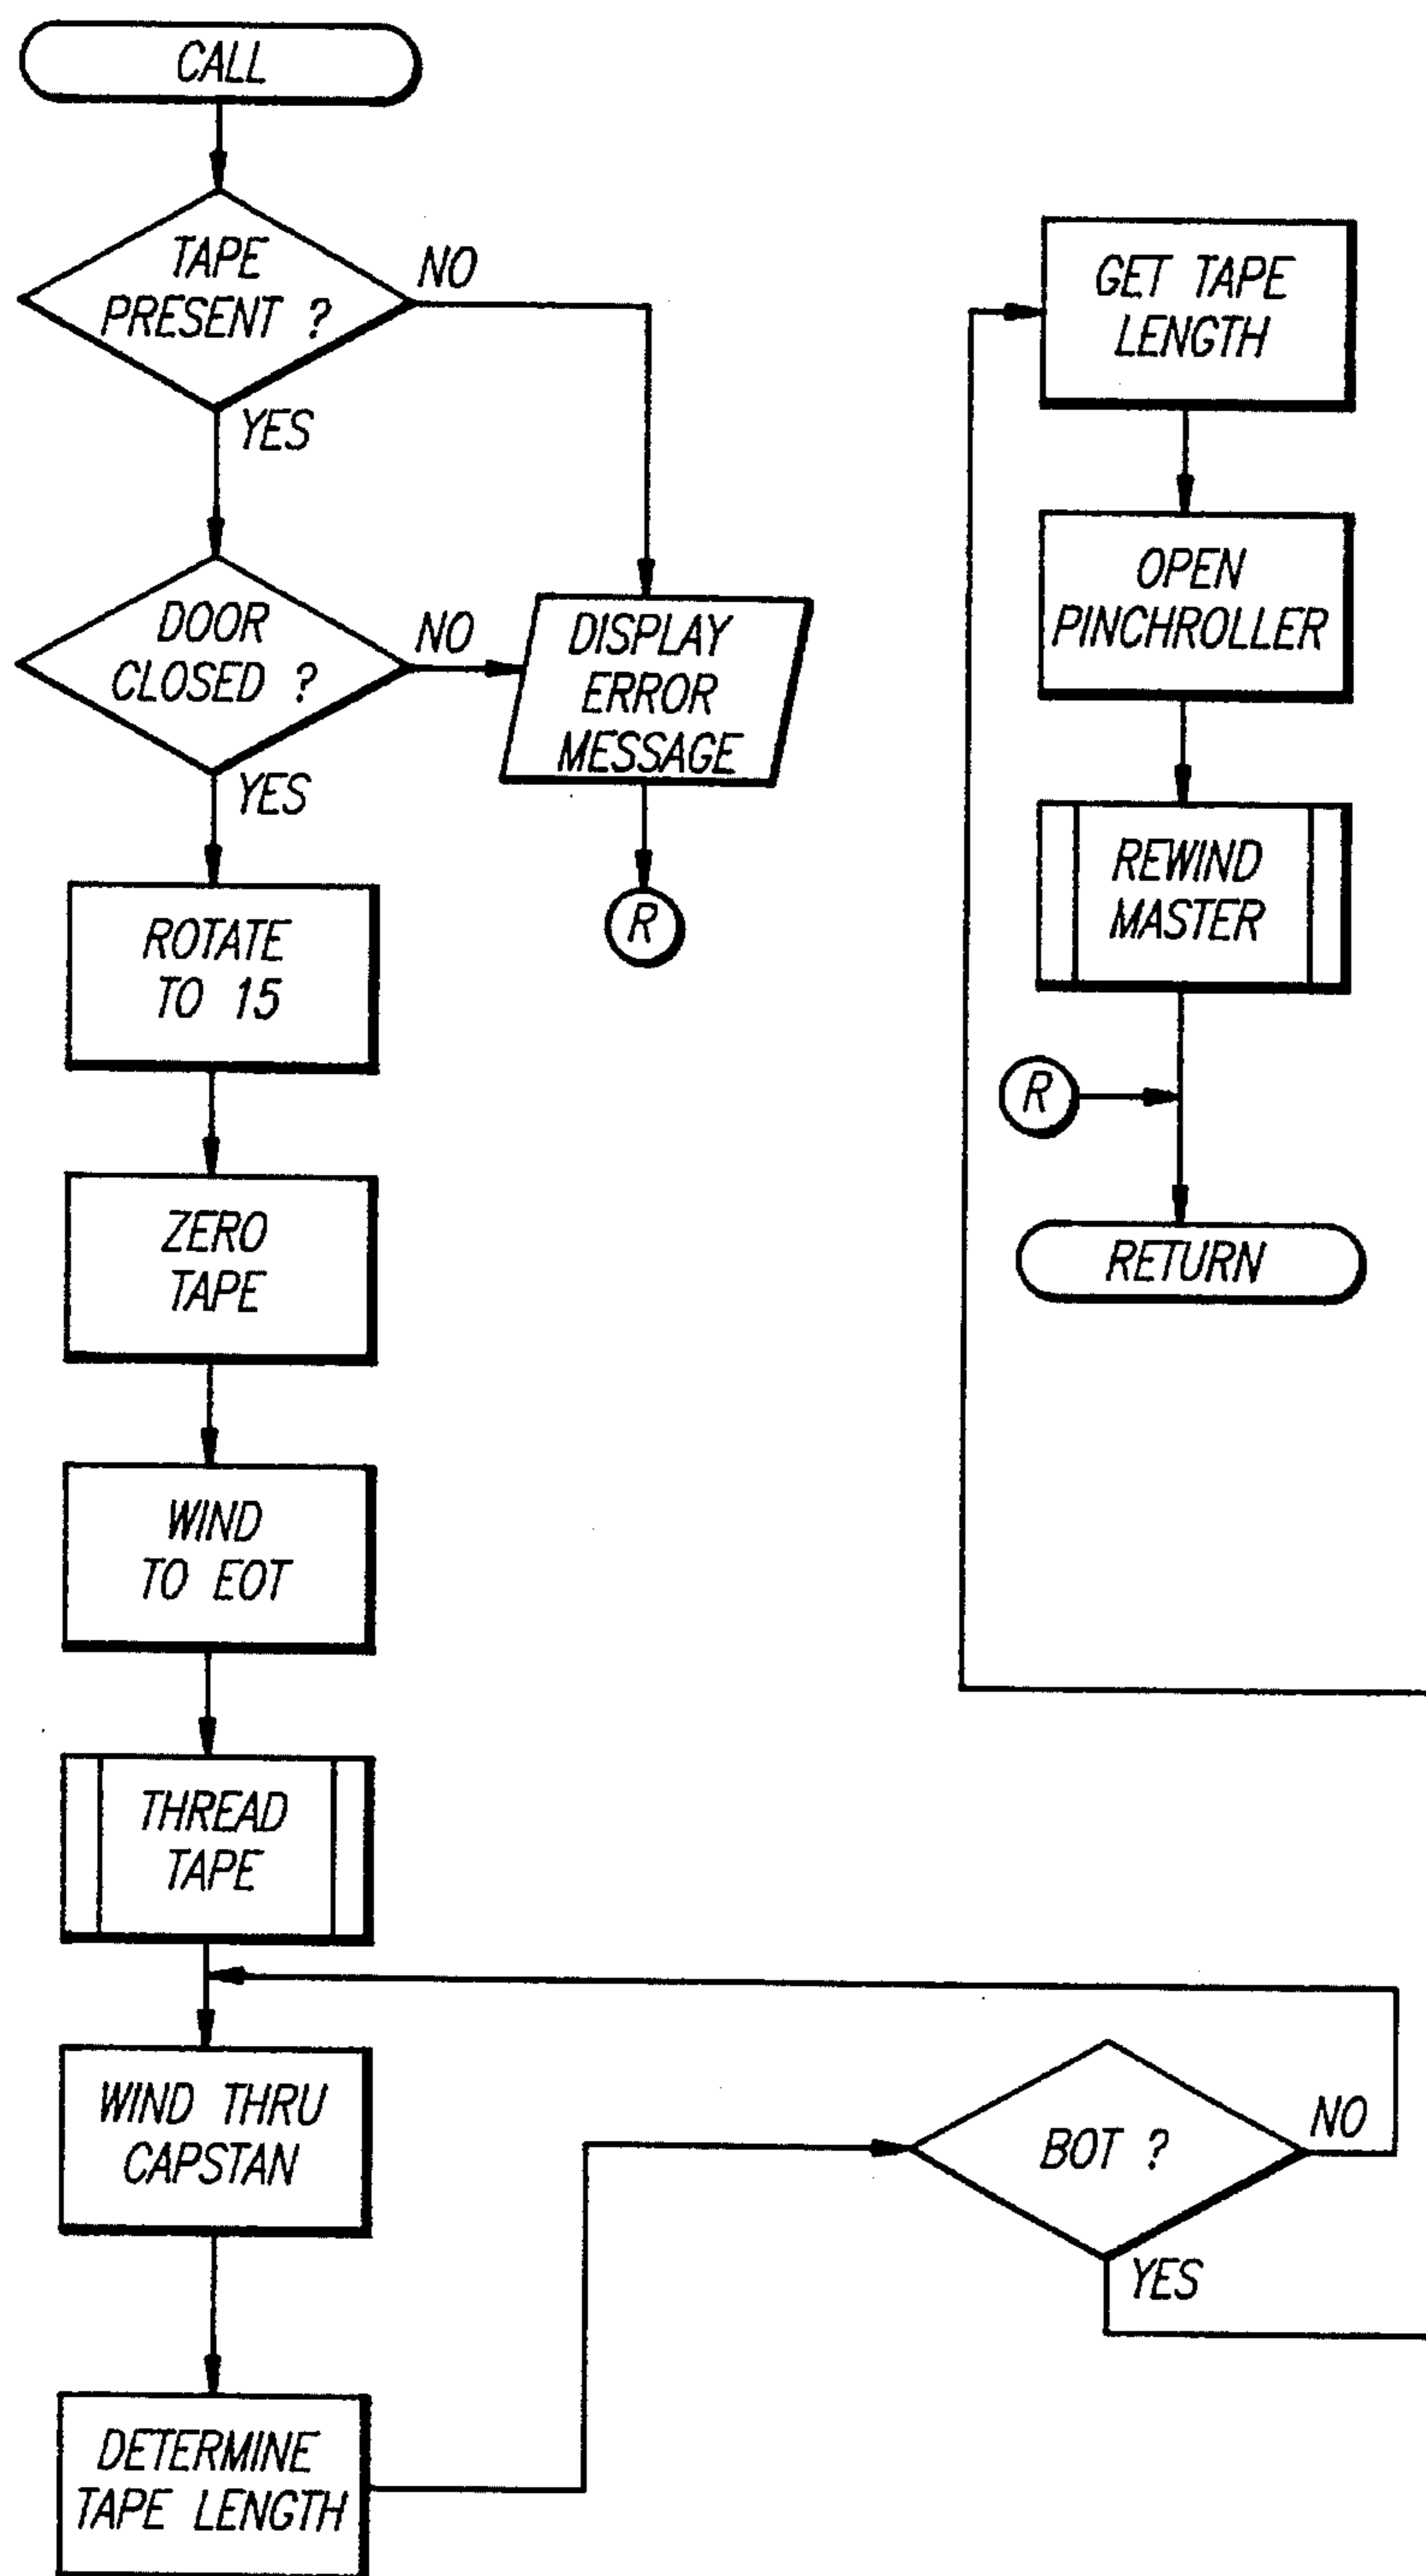 CALL
TAPE
PRESENT ?
NO
YES
DOOR
CLOSED ?
NO
YES
DISPLAY
ERROR
MESSAGE
R
ROTATE
TO 15
ZERO
TAPE
WIND
TO EOT
THREAD
TAPE
WIND THRU
CAPSTAN
DETERMINE
TAPE LENGTH
BOT ?
NO
YES
GET TAPE
LENGTH
OPEN
PINCHROLLER
REWIND
MASTER
R
RETURN